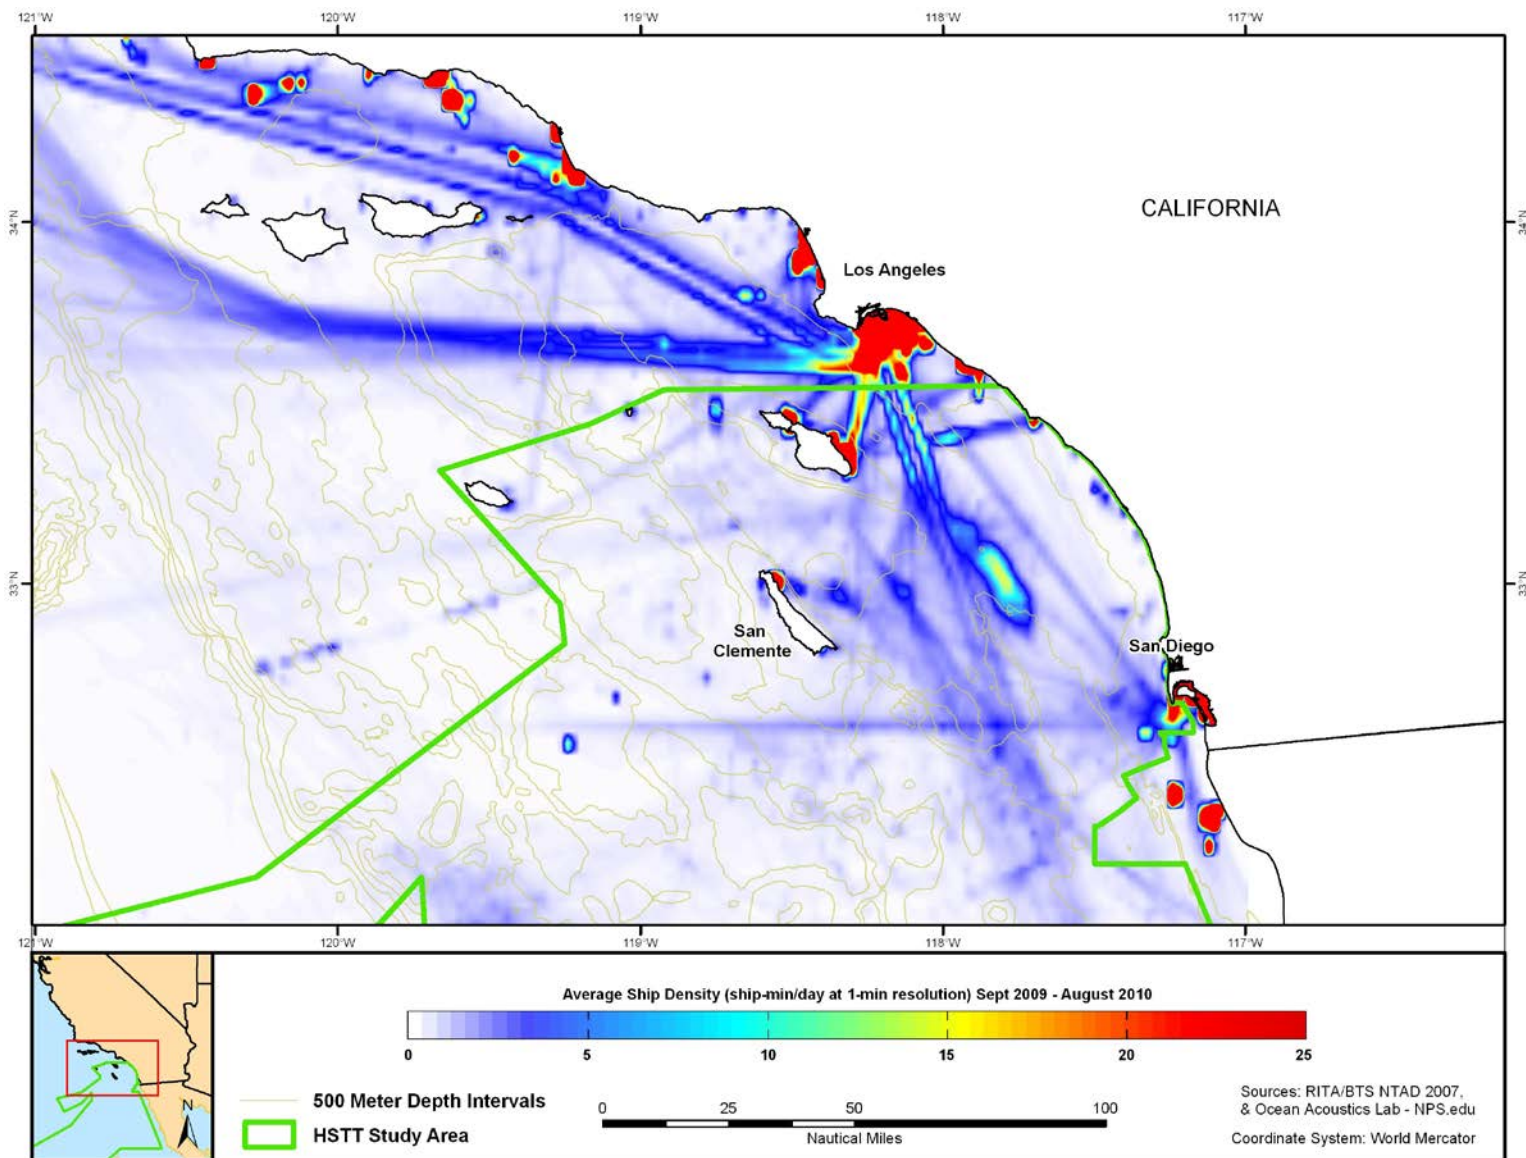 121°W 120°W 119°W 118°W 117°W
34°N 34°N
CALIFORNIA
Los Angeles
33°N 33°N
San
Clemente
San Diego
121°W 120°W 119°W 118°W 117°W
Average Ship Density (ship-min/day at 1-min resolution) Sept 2009 - August 2010
0 5 10 15 20 25
N
500 Meter Depth Intervals
HSTT Study Area
0 25 50 100
Nautical Miles
Sources: RITA/BTS NTAD 2007,
& Ocean Acoustics Lab - NPS.edu
Coordinate System: World Mercator